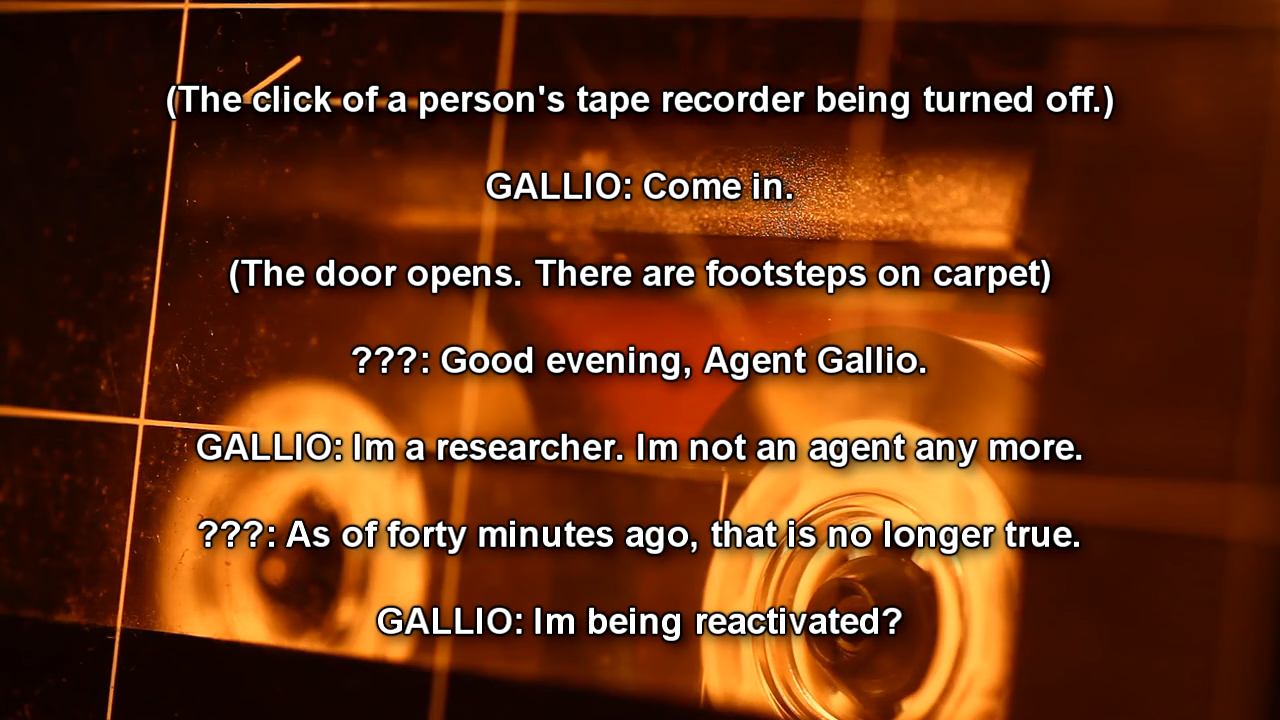 (The click of a person's tape recorder being turned off.)
GALLIO: Come in.
(The door opens. There are footsteps on carpet)
???: Good evening, Agent Gallio.
GALLIO: Im a researcher. Im not an agent any more.
???: As of forty minutes ago, that is no longer true.
GALLIO: Im being reactivated?